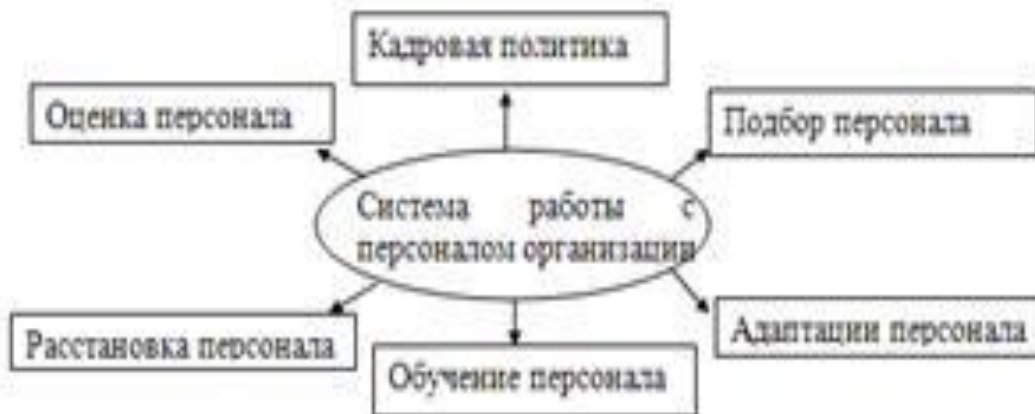 Кадровая политика
Оценка персонала
Подбор персонала
Система работы с
персоналом организации
Расстановка персонала
Обучение персонала
Адаптации персонала